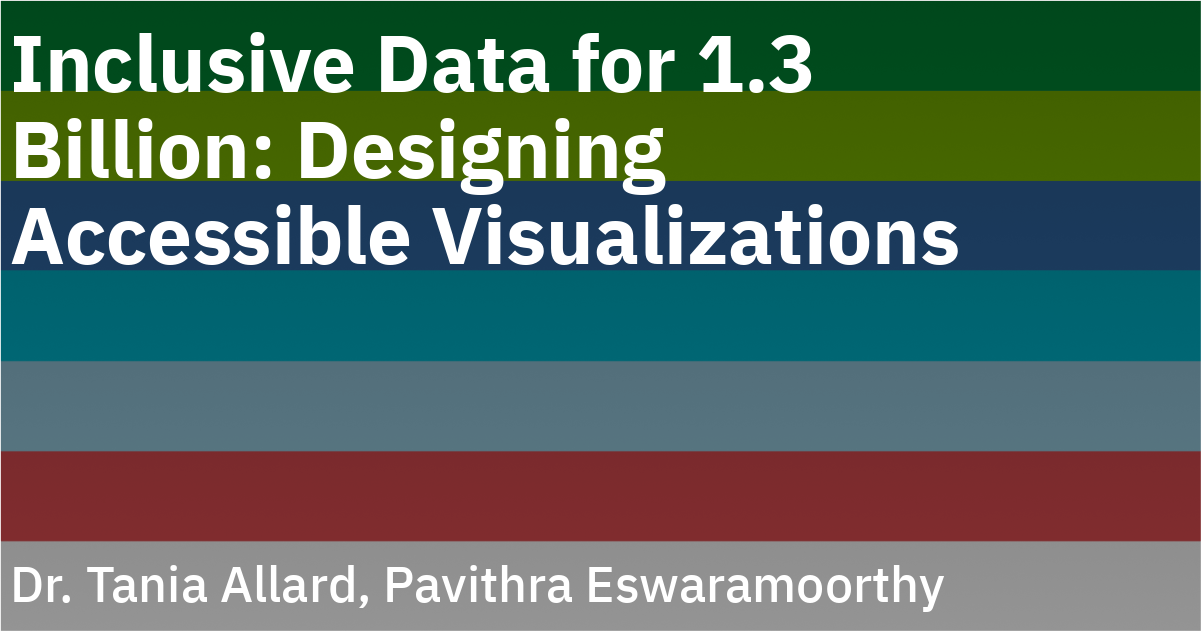 Inclusive Data for 1.3
Billion: Designing
Accessible Visualizations
Dr. Tania Allard, Pavithra Eswaramoorthy